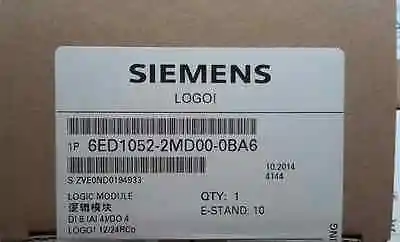 SIEMENS
LOGO!
1P 6ED1052-2MD00-0BA6
S ZVE0ND0194933
10.2014
4144
LOGIC MODULE
QTY: 1
逻辑模块
E-STAND: 10
DI 8 (AI 4)/DO 4
LOGO! 12/24RCo